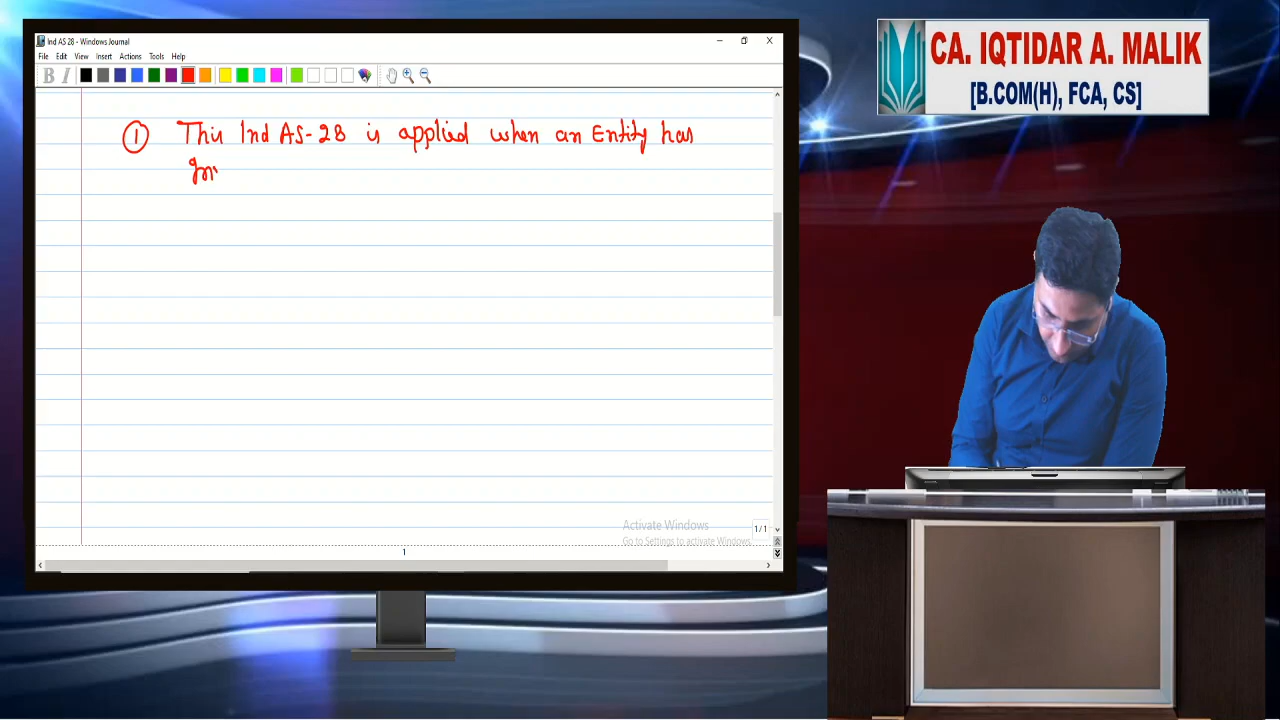 Ind AS 28 - Windows Journal
File Edit View Insert Actions Tools Help
B I
① This Ind AS-28 is applied when an Entity has
Activate Windows
Go to Settings to activate Windows.
1/1
1
CA. IQTIDAR A. MALIK
[B.COM(H), FCA, CS]